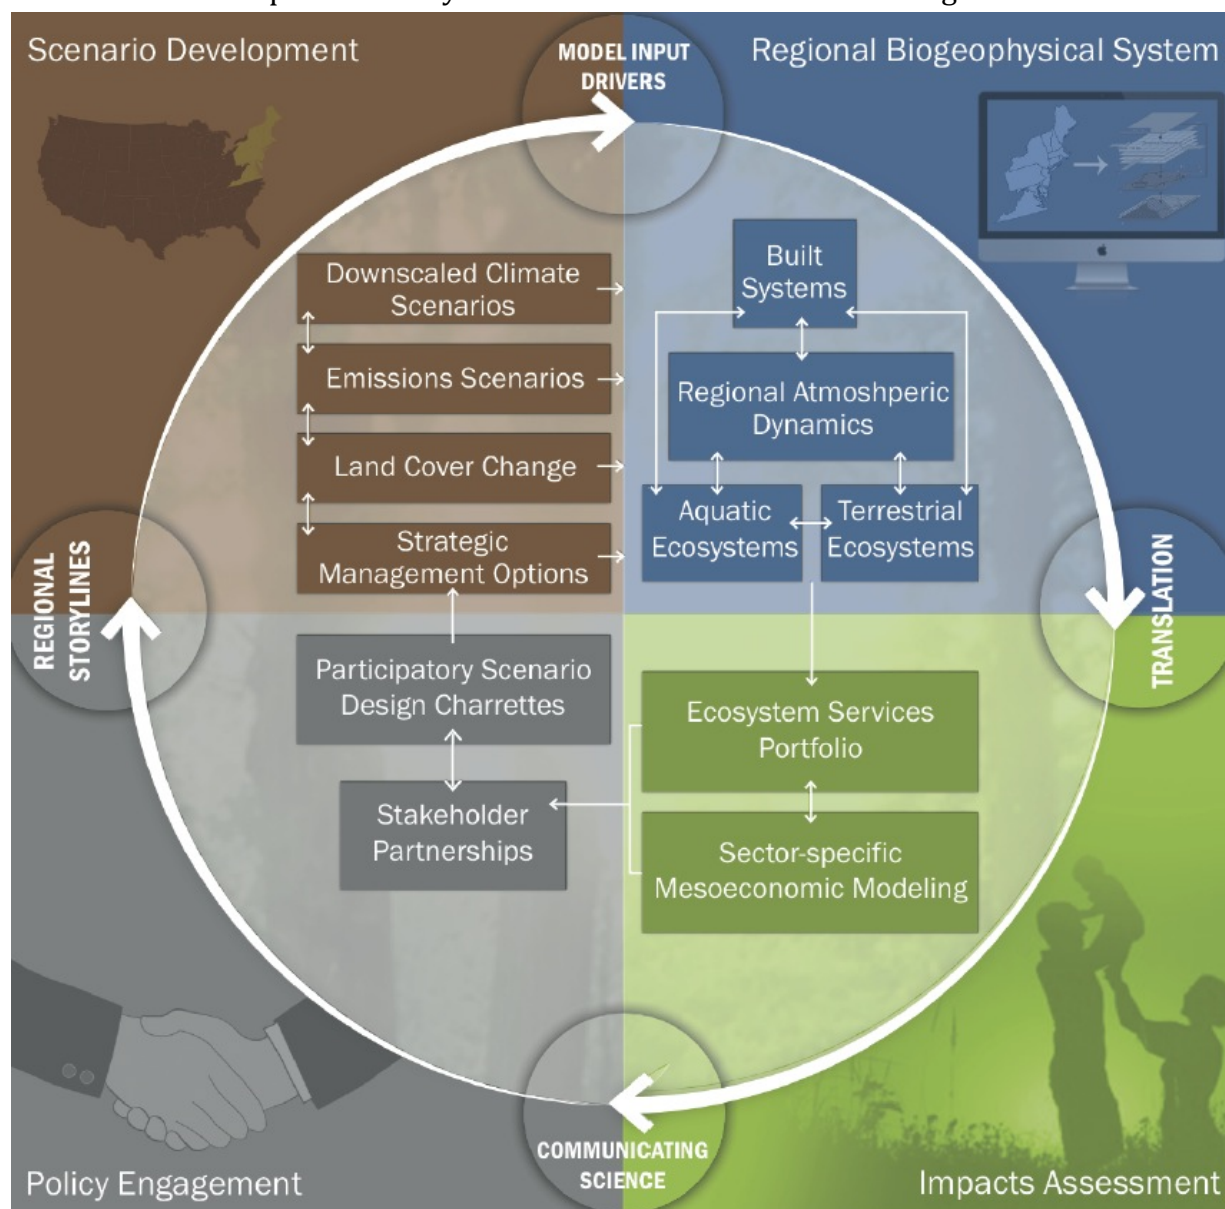 Scenario Development
MODEL INPUT
DRIVERS
Regional Biogeophysical System
Downscaled Climate
Scenarios
Emissions Scenarios
Land Cover Change
Strategic
Management Options
Built
Systems
Regional Atmoshperic
Dynamics
Aquatic
Ecosystems
Terrestrial
Ecosystems
REGIONAL
STORYLINES
TRANSLATION
Participatory Scenario
Design Charrettes
Stakeholder
Partnerships
Ecosystem Services
Portfolio
Sector-specific
Mesoeconomic Modeling
COMMUNICATING
SCIENCE
Policy Engagement
Impacts Assessment